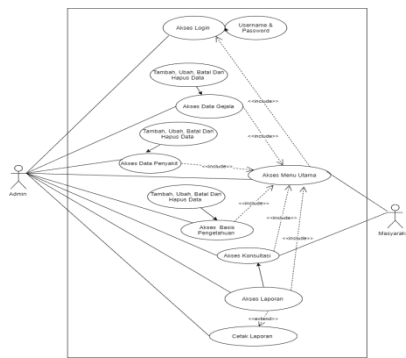 Akses Login
Username &
Password
Tambah, Ubah, Batal Dan
Hapus Data
<<include>>
Akses Data Gejala
<<include>>
Tambah, Ubah, Batal Dan
Hapus Data
Akses Data Penyakit
<<include>>
Akses Menu Utama
Admin
Tambah, Ubah, Batal Dan
Hapus Data
<<include>>
<<include>>
Akses Basis
Pengetahuan
<<include>>
Masyarakat
Akses Konsultasi
Akses Laporan
<<extend>>
Cetak Laporan